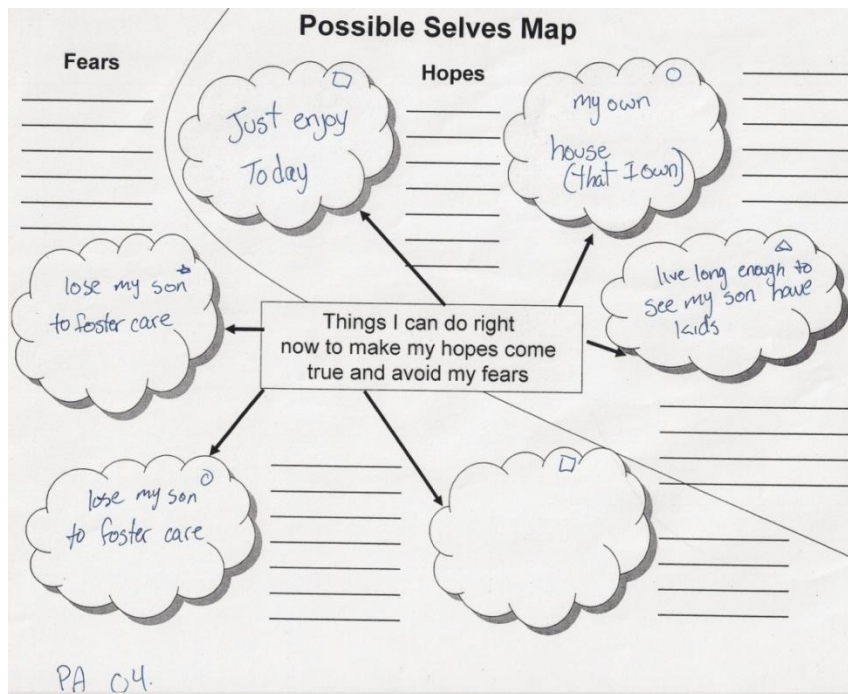 Possible Selves Map
Fears
Hopes
Just enjoy
Today
my own
house
(that I own)
lose my son
to foster care
live long enough to
see my son have
kids
Things I can do right
now to make my hopes come
true and avoid my fears
lose my son
to foster care
PA 04.